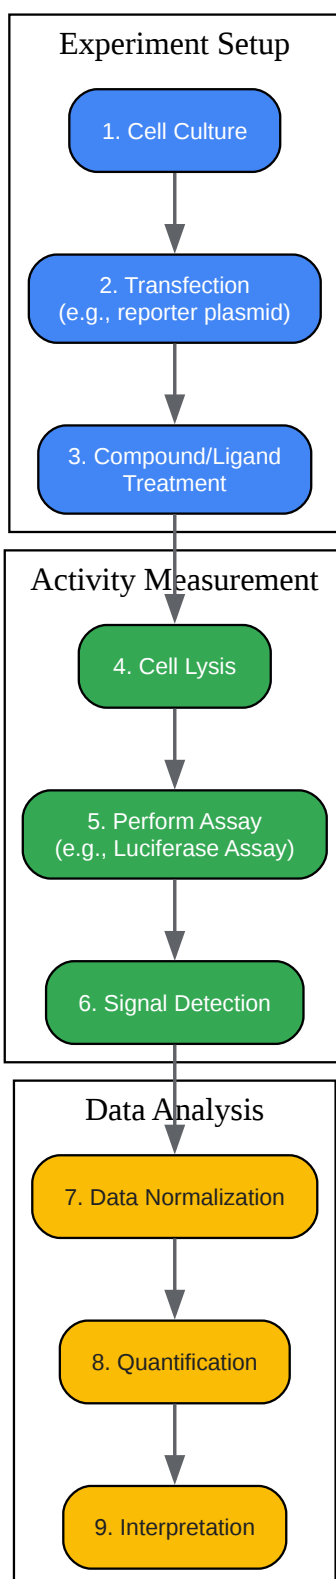 Experiment Setup
1. Cell Culture
2. Transfection
(e.g., reporter plasmid)
3. Compound/Ligand
Treatment
Activity Measurement
4. Cell Lysis
5. Perform Assay
(e.g., Luciferase Assay)
6. Signal Detection
Data Analysis
7. Data Normalization
8. Quantification
9. Interpretation